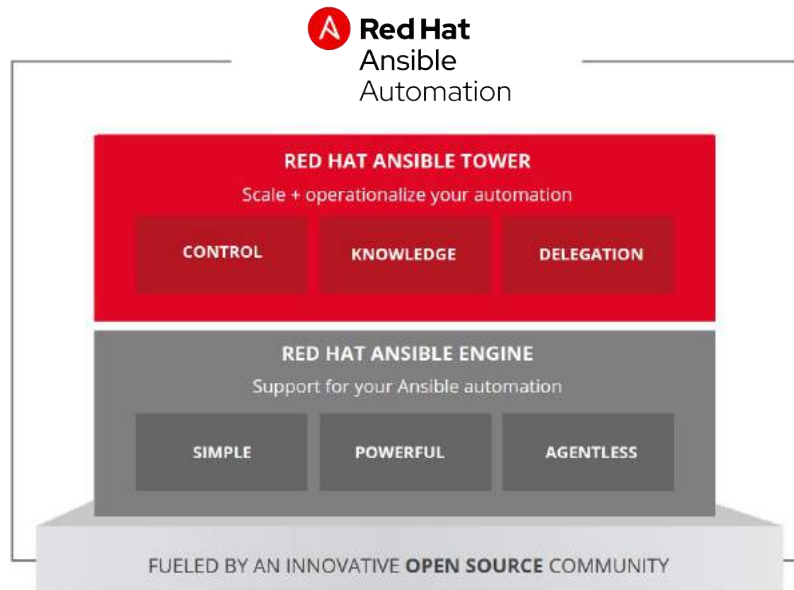 Red Hat
Ansible
Automation
RED HAT ANSIBLE TOWER
Scale + operationalize your automation
CONTROL
KNOWLEDGE
DELEGATION
RED HAT ANSIBLE ENGINE
Support for your Ansible automation
SIMPLE
POWERFUL
AGENTLESS
FUELED BY AN INNOVATIVE OPEN SOURCE COMMUNITY